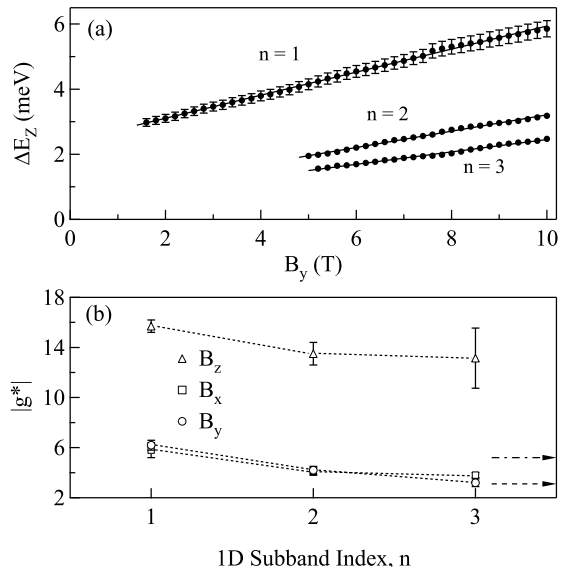 (a)
6
4
2
0
ΔE_Z (meV)
n = 1
n = 2
n = 3
0 2 4 6 8 10
B_y (T)
(b)
18
14
10
6
2
|g*|
B_z
B_x
B_y
1 2 3
1D Subband Index, n